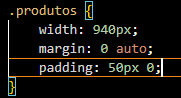 .produtos {
width: 940px;
margin: 0 auto;
padding: 50px 0;
}